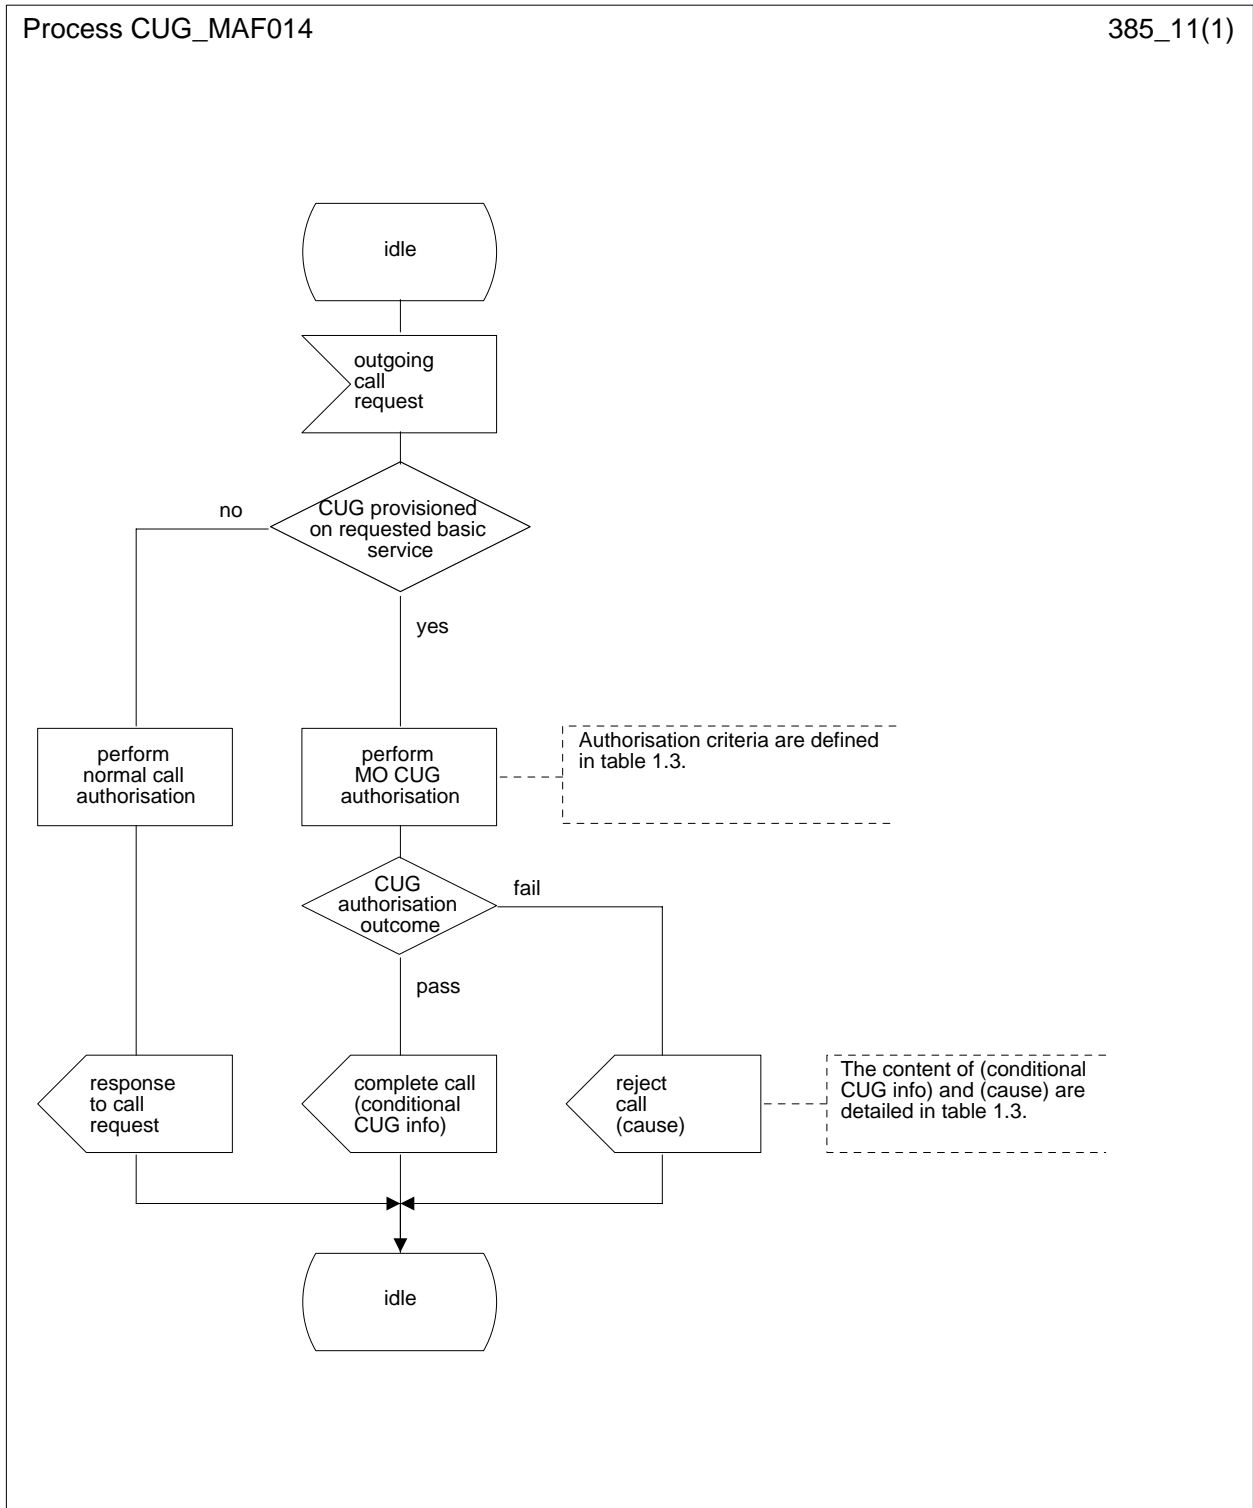 Process CUG_MAF014
385_11(1)
idle
outgoing
call
request
CUG provisioned
on requested basic
service
no
yes
perform
normal call
authorisation
perform
MO CUG
authorisation
Authorisation criteria are defined
in table 1.3.
CUG
authorisation
outcome
fail
pass
response
to call
request
complete call
(conditional
CUG info)
reject
call
(cause)
The content of (conditional
CUG info) and (cause) are
detailed in table 1.3.
idle